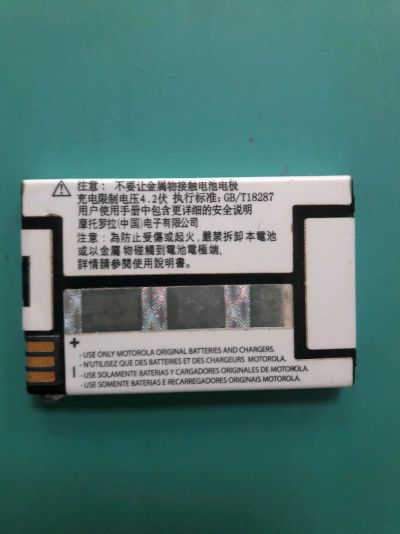 ⚠ 注意： 不要让金属物接触电池电极
充电限制电压4.2伏 执行标准：GB/T18287
用户使用手册中包含更详细的安全说明
摩托罗拉(中国)电子有限公司
注意：為防止受傷或起火，嚴禁拆卸本電池
或以金屬 物碰觸到電池電極端，
詳情請參閱使用說明書。
+
- USE ONLY MOTOROLA ORIGINAL BATTERIES AND CHARGERS.
- N'UTILISEZ QUE DES BATTERIES ET DES CHARGEURS MOTOROLA.
- USE SOLAMENTE BATERIAS Y CARGADORES ORIGINALES DE MOTOROLA.
- USE SOMENTE BATERIAS E RECARREGADORES ORIGINAIS MOTOROLA.